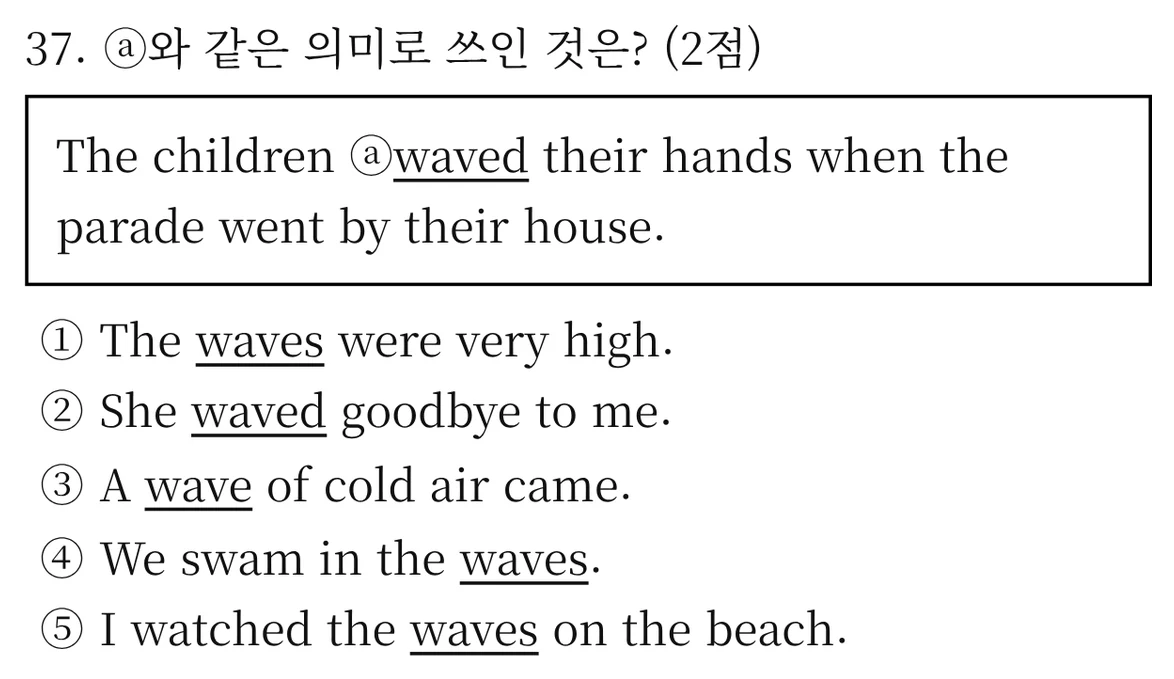 37. ⓐ와 같은 의미로 쓰인 것은? (2점)
The children ⓐwaved their hands when the
parade went by their house.
① The waves were very high.
② She waved goodbye to me.
③ A wave of cold air came.
④ We swam in the waves.
⑤ I watched the waves on the beach.